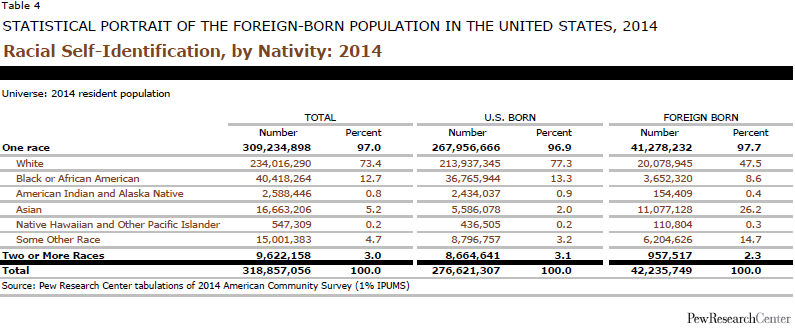 Table 4
STATISTICAL PORTRAIT OF THE FOREIGN-BORN POPULATION IN THE UNITED STATES, 2014
Racial Self-Identification, by Nativity: 2014
Universe: 2014 resident population
TOTAL U.S. BORN FOREIGN BORN
Number Percent Number Percent Number Percent
One race 309,234,898 97.0 267,956,666 96.9 41,278,232 97.7
White 234,016,290 73.4 213,937,345 77.3 20,078,945 47.5
Black or African American 40,418,264 12.7 36,765,944 13.3 3,652,320 8.6
American Indian and Alaska Native 2,588,446 0.8 2,434,037 0.9 154,409 0.4
Asian 16,663,206 5.2 5,586,078 2.0 11,077,128 26.2
Native Hawaiian and Other Pacific Islander 547,309 0.2 436,505 0.2 110,804 0.3
Some Other Race 15,001,383 4.7 8,796,757 3.2 6,204,626 14.7
Two or More Races 9,622,158 3.0 8,664,641 3.1 957,517 2.3
Total 318,857,056 100.0 276,621,307 100.0 42,235,749 100.0
Source: Pew Research Center tabulations of 2014 American Community Survey (1% IPUMS)
PewResearchCenter